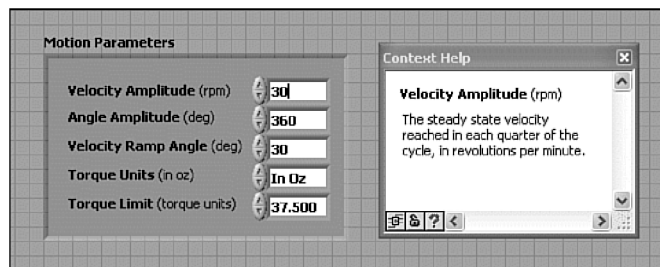 Motion Parameters
Velocity Amplitude (rpm) 30
Angle Amplitude (deg) 360
Velocity Ramp Angle (deg) 30
Torque Units (in oz) In Oz
Torque Limit (torque units) 37.500
Context Help
Velocity Amplitude (rpm)
The steady state velocity
reached in each quarter of the
cycle, in revolutions per minute.
?